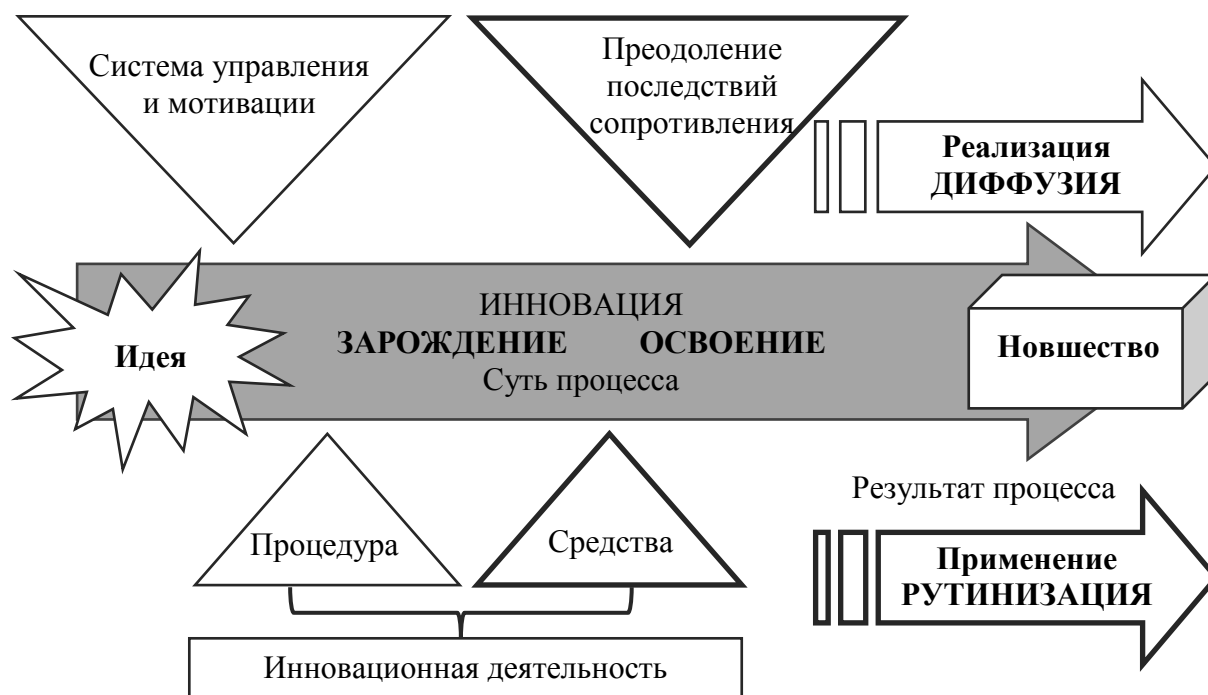 Система управления
и мотивации
Преодоление
последствий
сопротивления
Реализация
ДИФФУЗИЯ
Идея
ИННОВАЦИЯ
ЗАРОЖДЕНИЕ ОСВОЕНИЕ
Суть процесса
Новшество
Процедура
Средства
Результат процесса
Применение
РУТИНИЗАЦИЯ
Инновационная деятельность